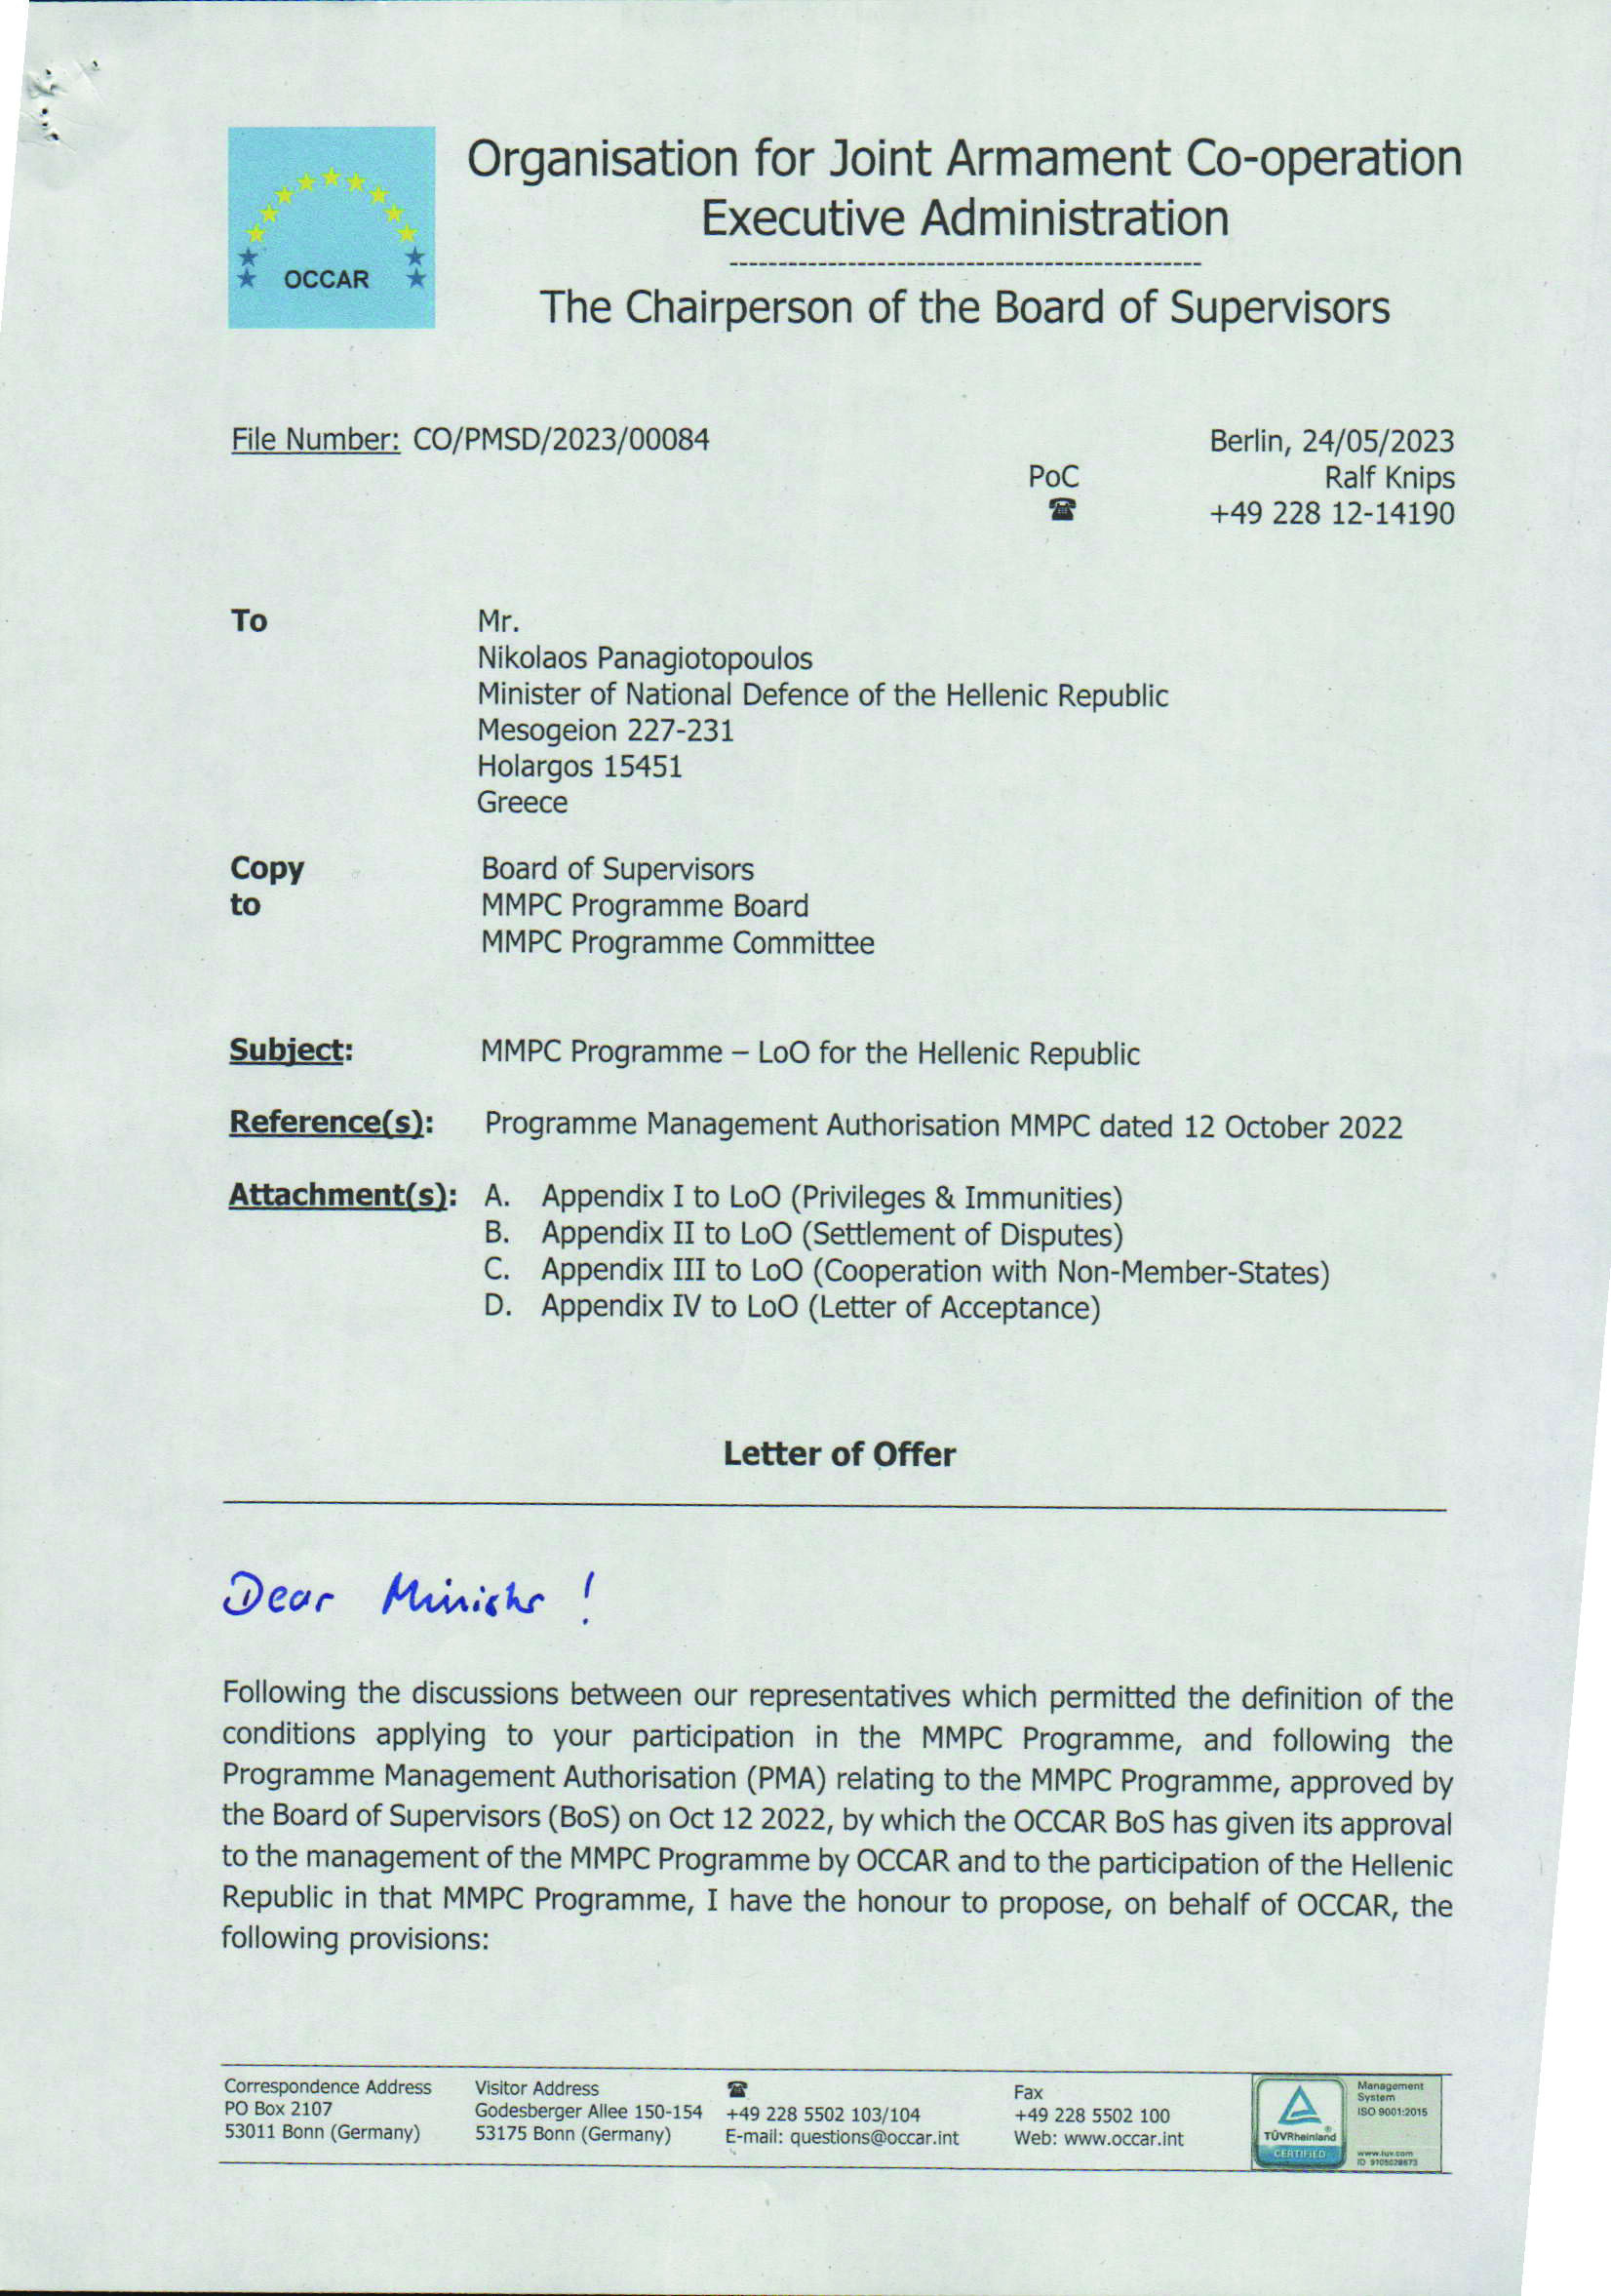 Organisation for Joint Armament Co-operation
Executive Administration
-----------------------------------------------
The Chairperson of the Board of Supervisors
OCCAR
File Number: CO/PMSD/2023/00084
Berlin, 24/05/2023
PoC Ralf Knips
☎ +49 228 12-14190
To Mr.
Nikolaos Panagiotopoulos
Minister of National Defence of the Hellenic Republic
Mesogeion 227-231
Holargos 15451
Greece
Copy Board of Supervisors
to MMPC Programme Board
MMPC Programme Committee
Subject: MMPC Programme – LoO for the Hellenic Republic
Reference(s): Programme Management Authorisation MMPC dated 12 October 2022
Attachment(s): A. Appendix I to LoO (Privileges & Immunities)
B. Appendix II to LoO (Settlement of Disputes)
C. Appendix III to LoO (Cooperation with Non-Member-States)
D. Appendix IV to LoO (Letter of Acceptance)
Letter of Offer
Dear Minister !
Following the discussions between our representatives which permitted the definition of the
conditions applying to your participation in the MMPC Programme, and following the
Programme Management Authorisation (PMA) relating to the MMPC Programme, approved by
the Board of Supervisors (BoS) on Oct 12 2022, by which the OCCAR BoS has given its approval
to the management of the MMPC Programme by OCCAR and to the participation of the Hellenic
Republic in that MMPC Programme, I have the honour to propose, on behalf of OCCAR, the
following provisions:
Correspondence Address
PO Box 2107
53011 Bonn (Germany)
Visitor Address
Godesberger Allee 150-154
53175 Bonn (Germany)
☎
+49 228 5502 103/104
E-mail: questions@occar.int
Fax
+49 228 5502 100
Web: www.occar.int
TÜVRheinland®
CERTIFIED
Management
System
ISO 9001:2015
www.tuv.com